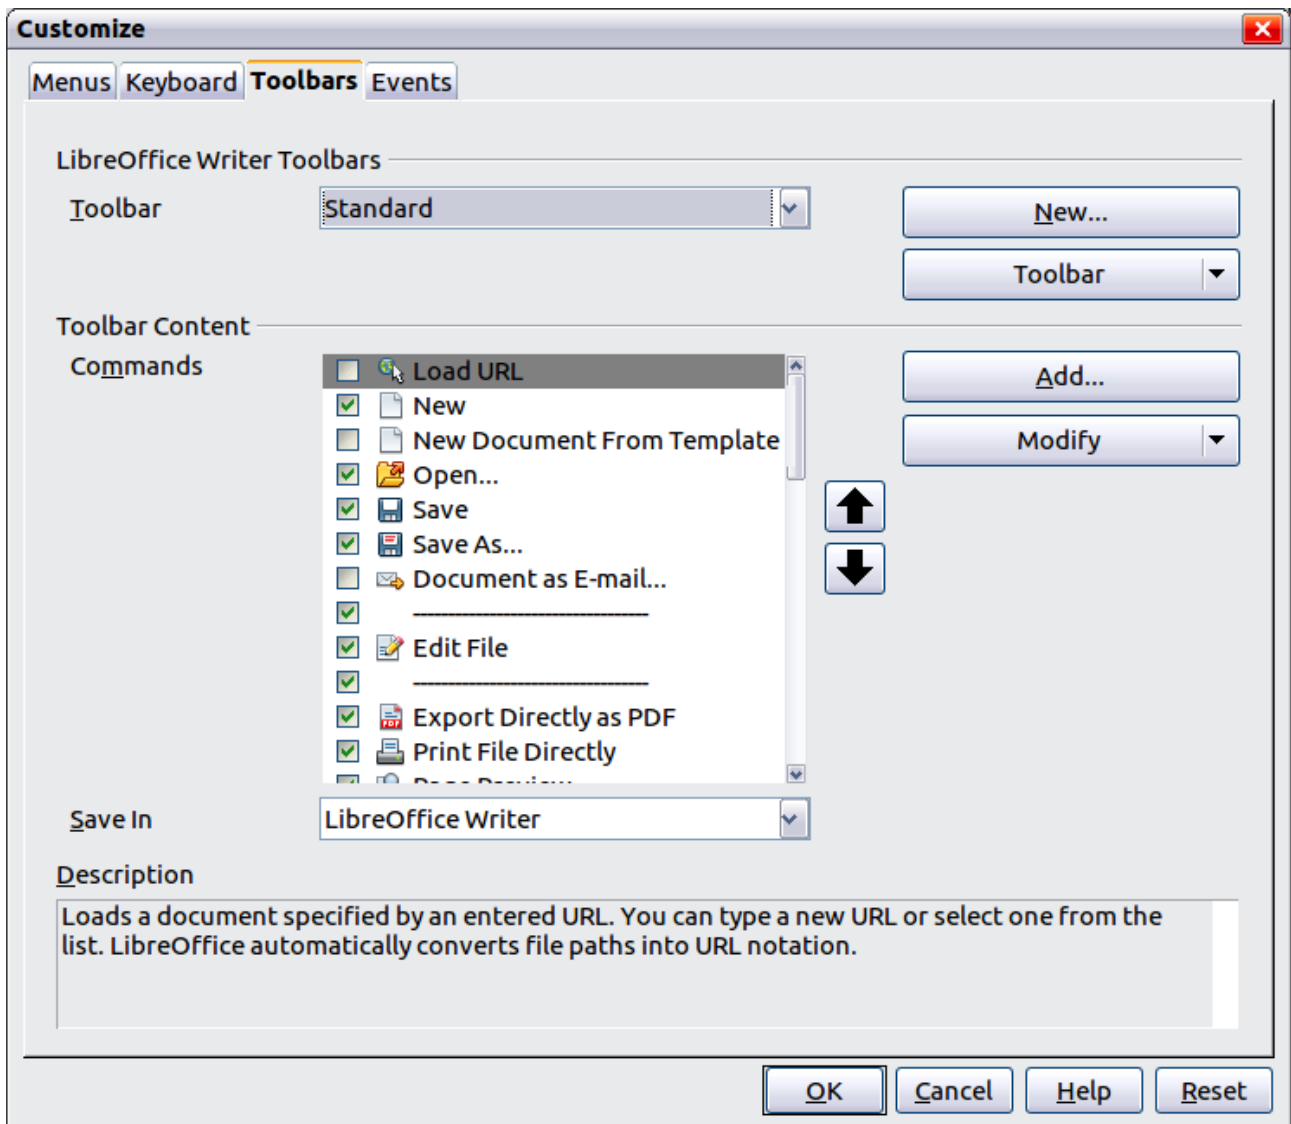 Customize
Menus Keyboard Toolbars Events
LibreOffice Writer Toolbars
Toolbar Standard New...
Toolbar
Toolbar Content
Commands Load URL Add...
New
New Document From Template Modify
Open...
Save
Save As...
Document as E-mail...
---------------------------------
Edit File
---------------------------------
Export Directly as PDF
PDF
Print File Directly
Page Preview
Save In LibreOffice Writer
Description
Loads a document specified by an entered URL. You can type a new URL or select one from the
list. LibreOffice automatically converts file paths into URL notation.
OK Cancel Help Reset